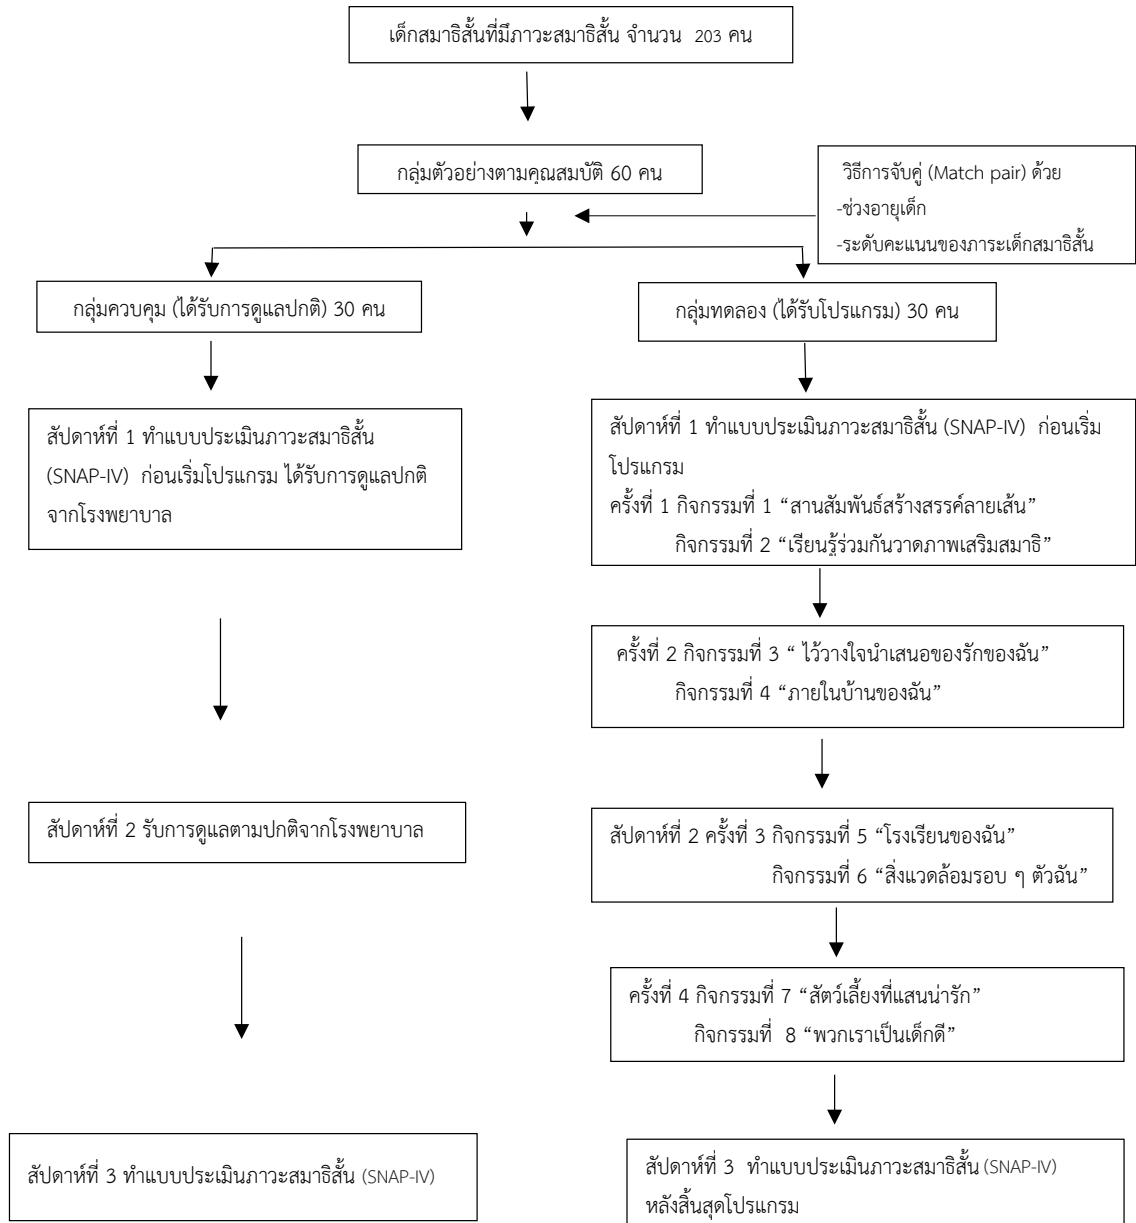 เด็กสมาธิสั้นที่มีภาวะสมาธิสั้น จำนวน 203 คน
กลุ่มตัวอย่างตามคุณสมบัติ 60 คน
วิธีการจับคู่ (Match pair) ด้วย
-ช่วงอายุเด็ก
-ระดับคะแนนของภาระเด็กสมาธิสั้น
กลุ่มควบคุม (ได้รับการดูแลปกติ) 30 คน
กลุ่มทดลอง (ได้รับโปรแกรม) 30 คน
สัปดาห์ที่ 1 ทำแบบประเมินภาวะสมาธิสั้น
(SNAP-IV) ก่อนเริ่มโปรแกรม ได้รับการดูแลปกติ
จากโรงพยาบาล
สัปดาห์ที่ 1 ทำแบบประเมินภาวะสมาธิสั้น (SNAP-IV) ก่อนเริ่ม
โปรแกรม
ครั้งที่ 1 กิจกรรมที่ 1 “สานสัมพันธ์สร้างสรรค์ลายเส้น”
กิจกรรมที่ 2 “เรียนรู้ร่วมกันวาดภาพเสริมสมาธิ”
ครั้งที่ 2 กิจกรรมที่ 3 “ ไว้วางใจนำเสนอของรักของฉัน”
กิจกรรมที่ 4 “ภายในบ้านของฉัน”
สัปดาห์ที่ 2 รับการดูแลตามปกติจากโรงพยาบาล
สัปดาห์ที่ 2 ครั้งที่ 3 กิจกรรมที่ 5 “โรงเรียนของฉัน”
กิจกรรมที่ 6 “สิ่งแวดล้อมรอบ ๆ ตัวฉัน”
ครั้งที่ 4 กิจกรรมที่ 7 “สัตว์เลี้ยงที่แสนน่ารัก”
กิจกรรมที่ 8 “พวกเราเป็นเด็กดี”
สัปดาห์ที่ 3 ทำแบบประเมินภาวะสมาธิสั้น (SNAP-IV)
สัปดาห์ที่ 3 ทำแบบประเมินภาวะสมาธิสั้น (SNAP-IV)
หลังสิ้นสุดโปรแกรม